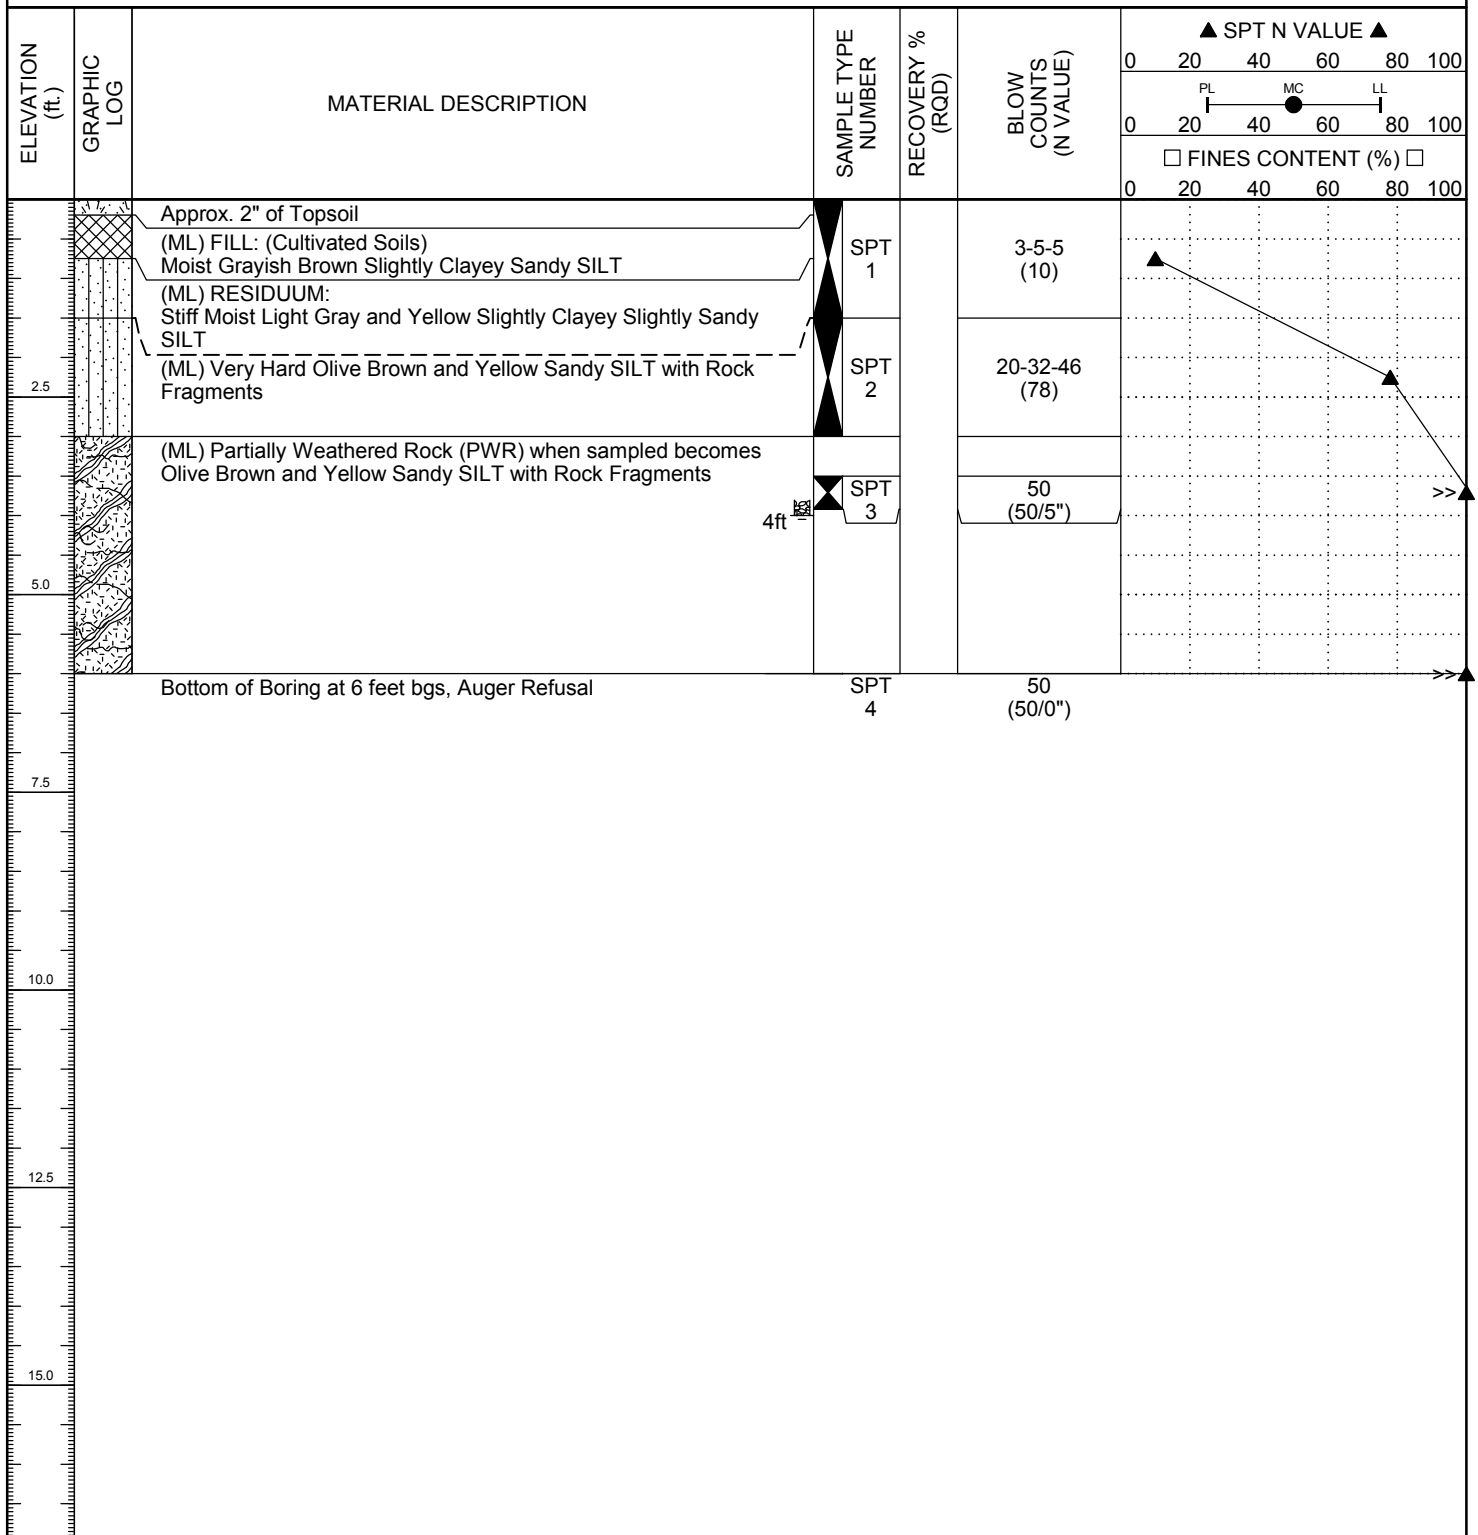 ELEVATION
(ft.)
GRAPHIC
LOG
MATERIAL DESCRIPTION
SAMPLE TYPE
NUMBER
RECOVERY %
(RQD)
BLOW
COUNTS
(N VALUE)
▲ SPT N VALUE ▲
0 20 40 60 80 100
PL MC LL
0 20 40 60 80 100
□ FINES CONTENT (%) □
0 20 40 60 80 100
Approx. 2" of Topsoil
(ML) FILL: (Cultivated Soils)
Moist Grayish Brown Slightly Clayey Sandy SILT
SPT
1
3-5-5
(10)
(ML) RESIDUUM:
Stiff Moist Light Gray and Yellow Slightly Clayey Slightly Sandy
SILT
(ML) Very Hard Olive Brown and Yellow Sandy SILT with Rock
Fragments
SPT
2
20-32-46
(78)
2.5
(ML) Partially Weathered Rock (PWR) when sampled becomes
Olive Brown and Yellow Sandy SILT with Rock Fragments
4ft
SPT
3
50
(50/5")
>>
5.0
Bottom of Boring at 6 feet bgs, Auger Refusal
SPT
4
50
(50/0")
>>
7.5
10.0
12.5
15.0